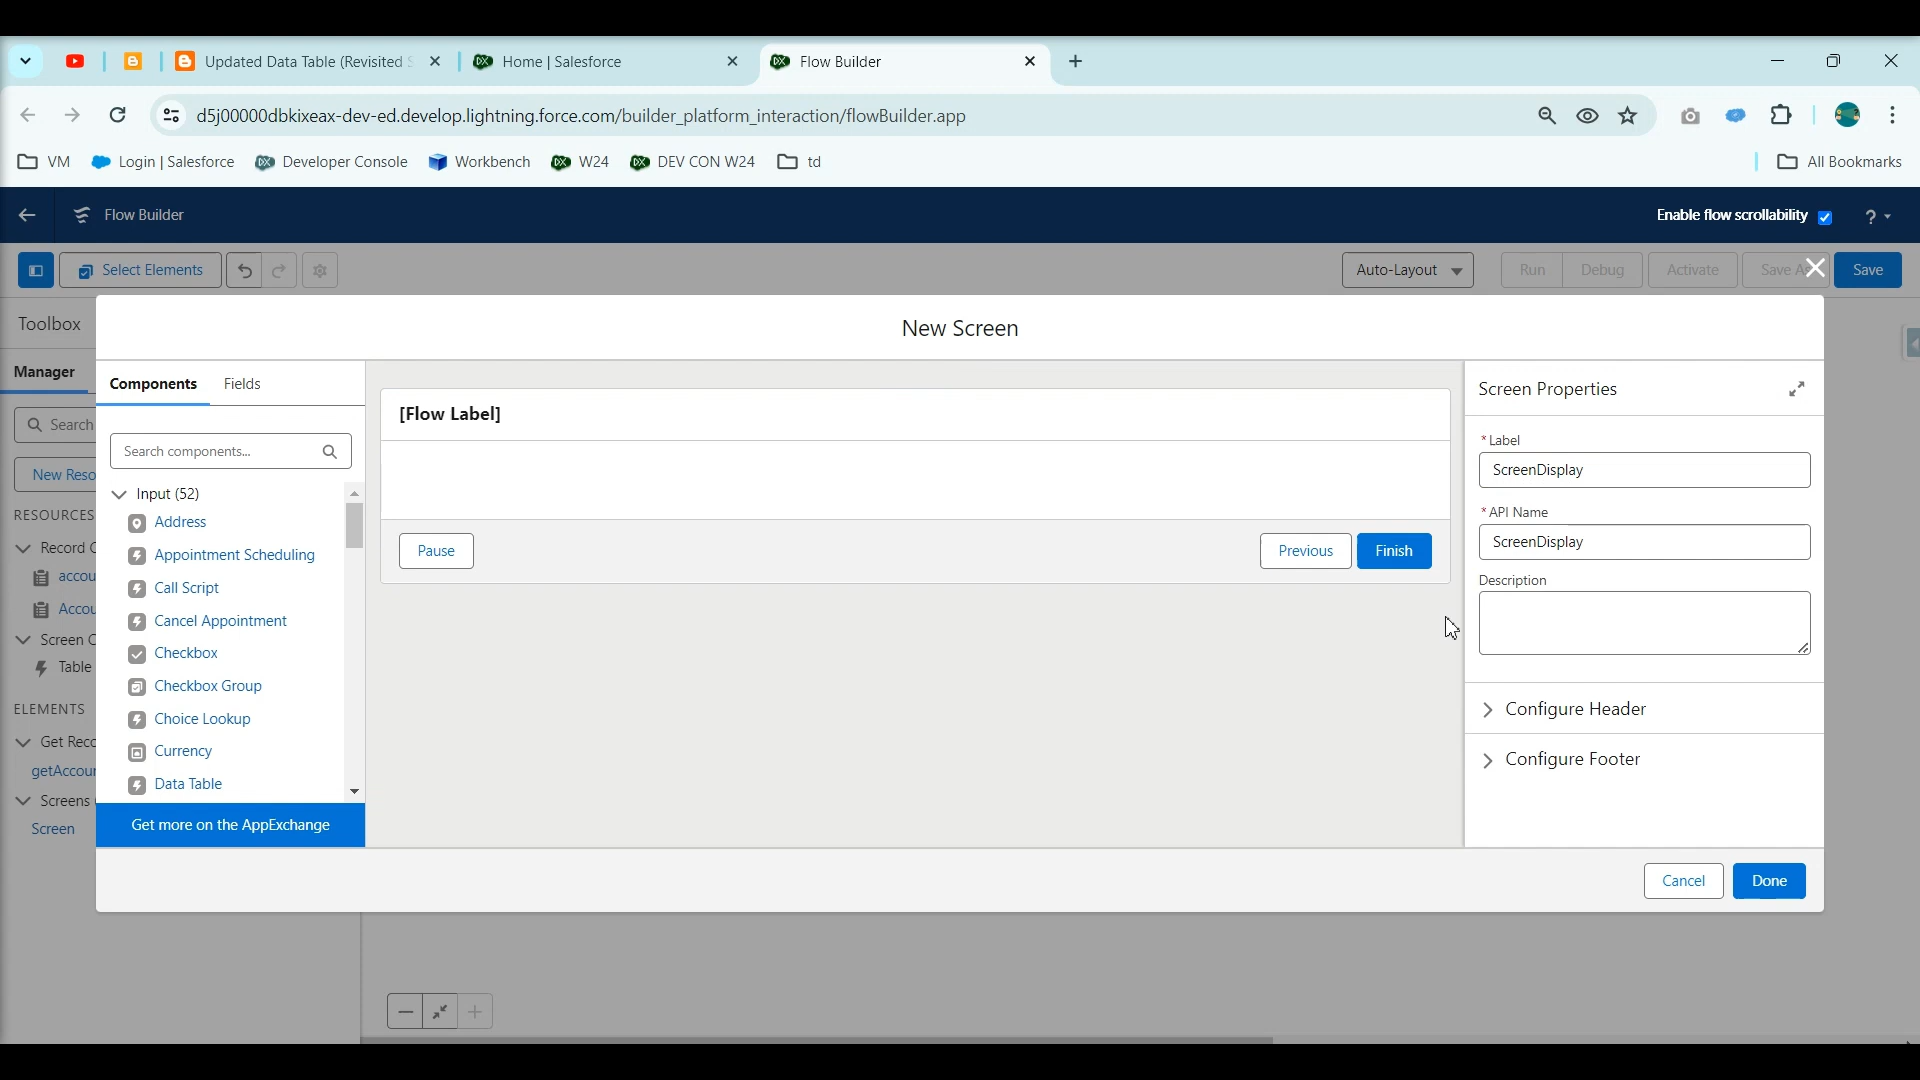 Updated Data Table (Revisited
Home | Salesforce
Flow Builder
d5j00000dbkixeax-dev-ed.develop.lightning.force.com/builder_platform_interaction/flowBuilder.app
VM
Login | Salesforce
Developer Console
Workbench
W24
DEV CON W24
td
All Bookmarks
Flow Builder
Enable flow scrollability
?
Select Elements
Auto-Layout
Run
Debug
Activate
Save A
Save
Toolbox
Manager
Search
New Reso
RESOURCES
Record C
accou
Accou
Screen C
Table
ELEMENTS
Get Reco
getAccour
Screens
Screen
New Screen
Components
Fields
Search components...
Input (52)
Address
Appointment Scheduling
Call Script
Cancel Appointment
Checkbox
Checkbox Group
Choice Lookup
Currency
Data Table
Get more on the AppExchange
[Flow Label]
Pause
Previous
Finish
Screen Properties
* Label
ScreenDisplay
* API Name
ScreenDisplay
Description
Configure Header
Configure Footer
Cancel
Done